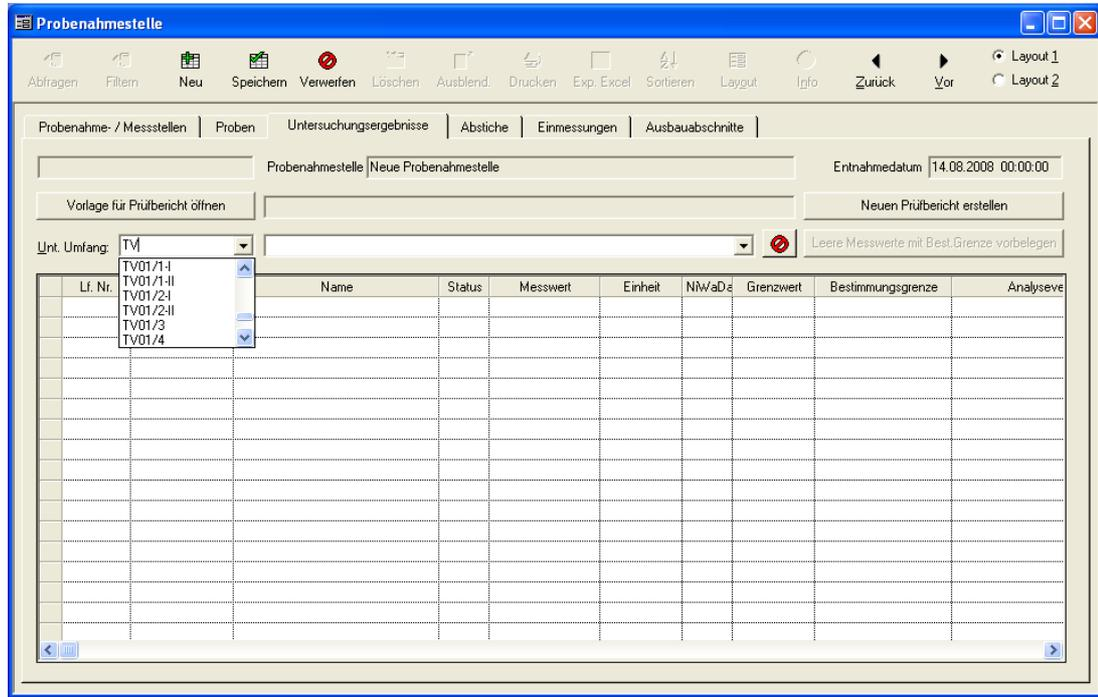 Probenahmestelle
Abfragen Filtern Neu Speichern Verwerfen Löschen Ausblend. Drucken Exp. Excel Sortieren Layout Info Zurück Vor
Layout 1
Layout 2
Probenahme- / Messstellen Proben Untersuchungsergebnisse Abstiche Einmessungen Ausbauabschnitte
Probenahmestelle Neue Probenahmestelle Entnahmedatum 14.08.2008 00:00:00
Vorlage für Prüfbericht öffnen Neuen Prüfbericht erstellen
Unt. Umfang: TV Leere Messwerte mit Best.Grenze vorbelegen
Lf. Nr. Name Status Messwert Einheit NiWaDa Grenzwert Bestimmungsgrenze Analyseve
TV01/1-I
TV01/1-II
TV01/2-I
TV01/2-II
TV01/3
TV01/4